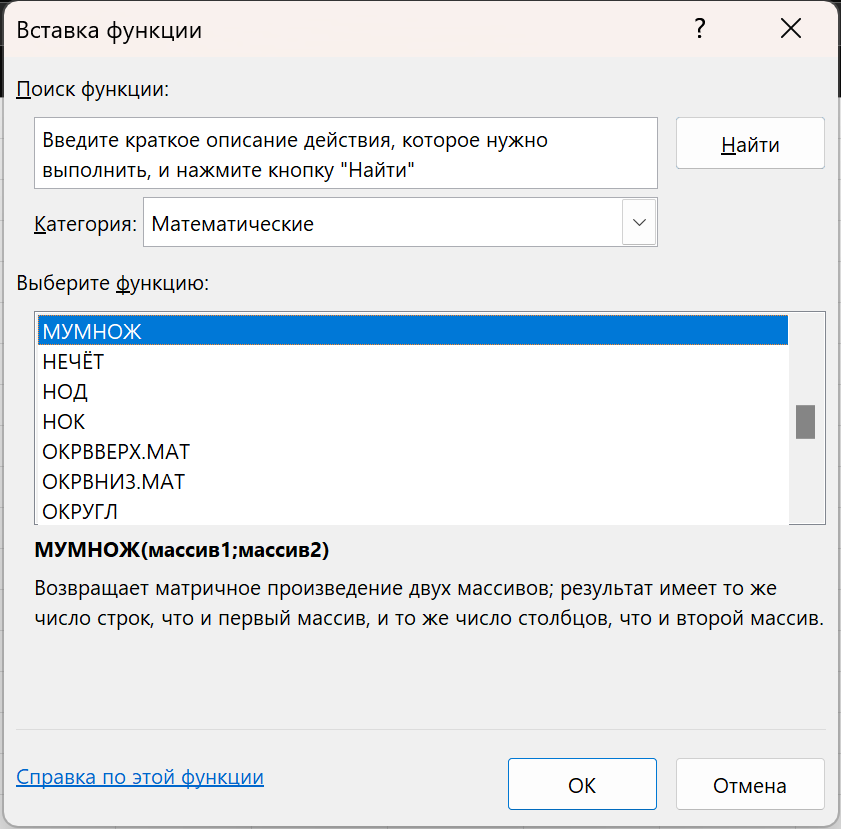 Вставка функции
?
Поиск функции:
Введите краткое описание действия, которое нужно
выполнить, и нажмите кнопку "Найти"
Найти
Категория:
Математические
Выберите функцию:
МУМНОЖ
НЕЧЁТ
НОД
НОК
ОКРВВЕРХ.МАТ
ОКРВНИЗ.МАТ
ОКРУГЛ
МУМНОЖ(массив1;массив2)
Возвращает матричное произведение двух массивов; результат имеет то же
число строк, что и первый массив, и то же число столбцов, что и второй массив.
Справка по этой функции
ОК
Отмена